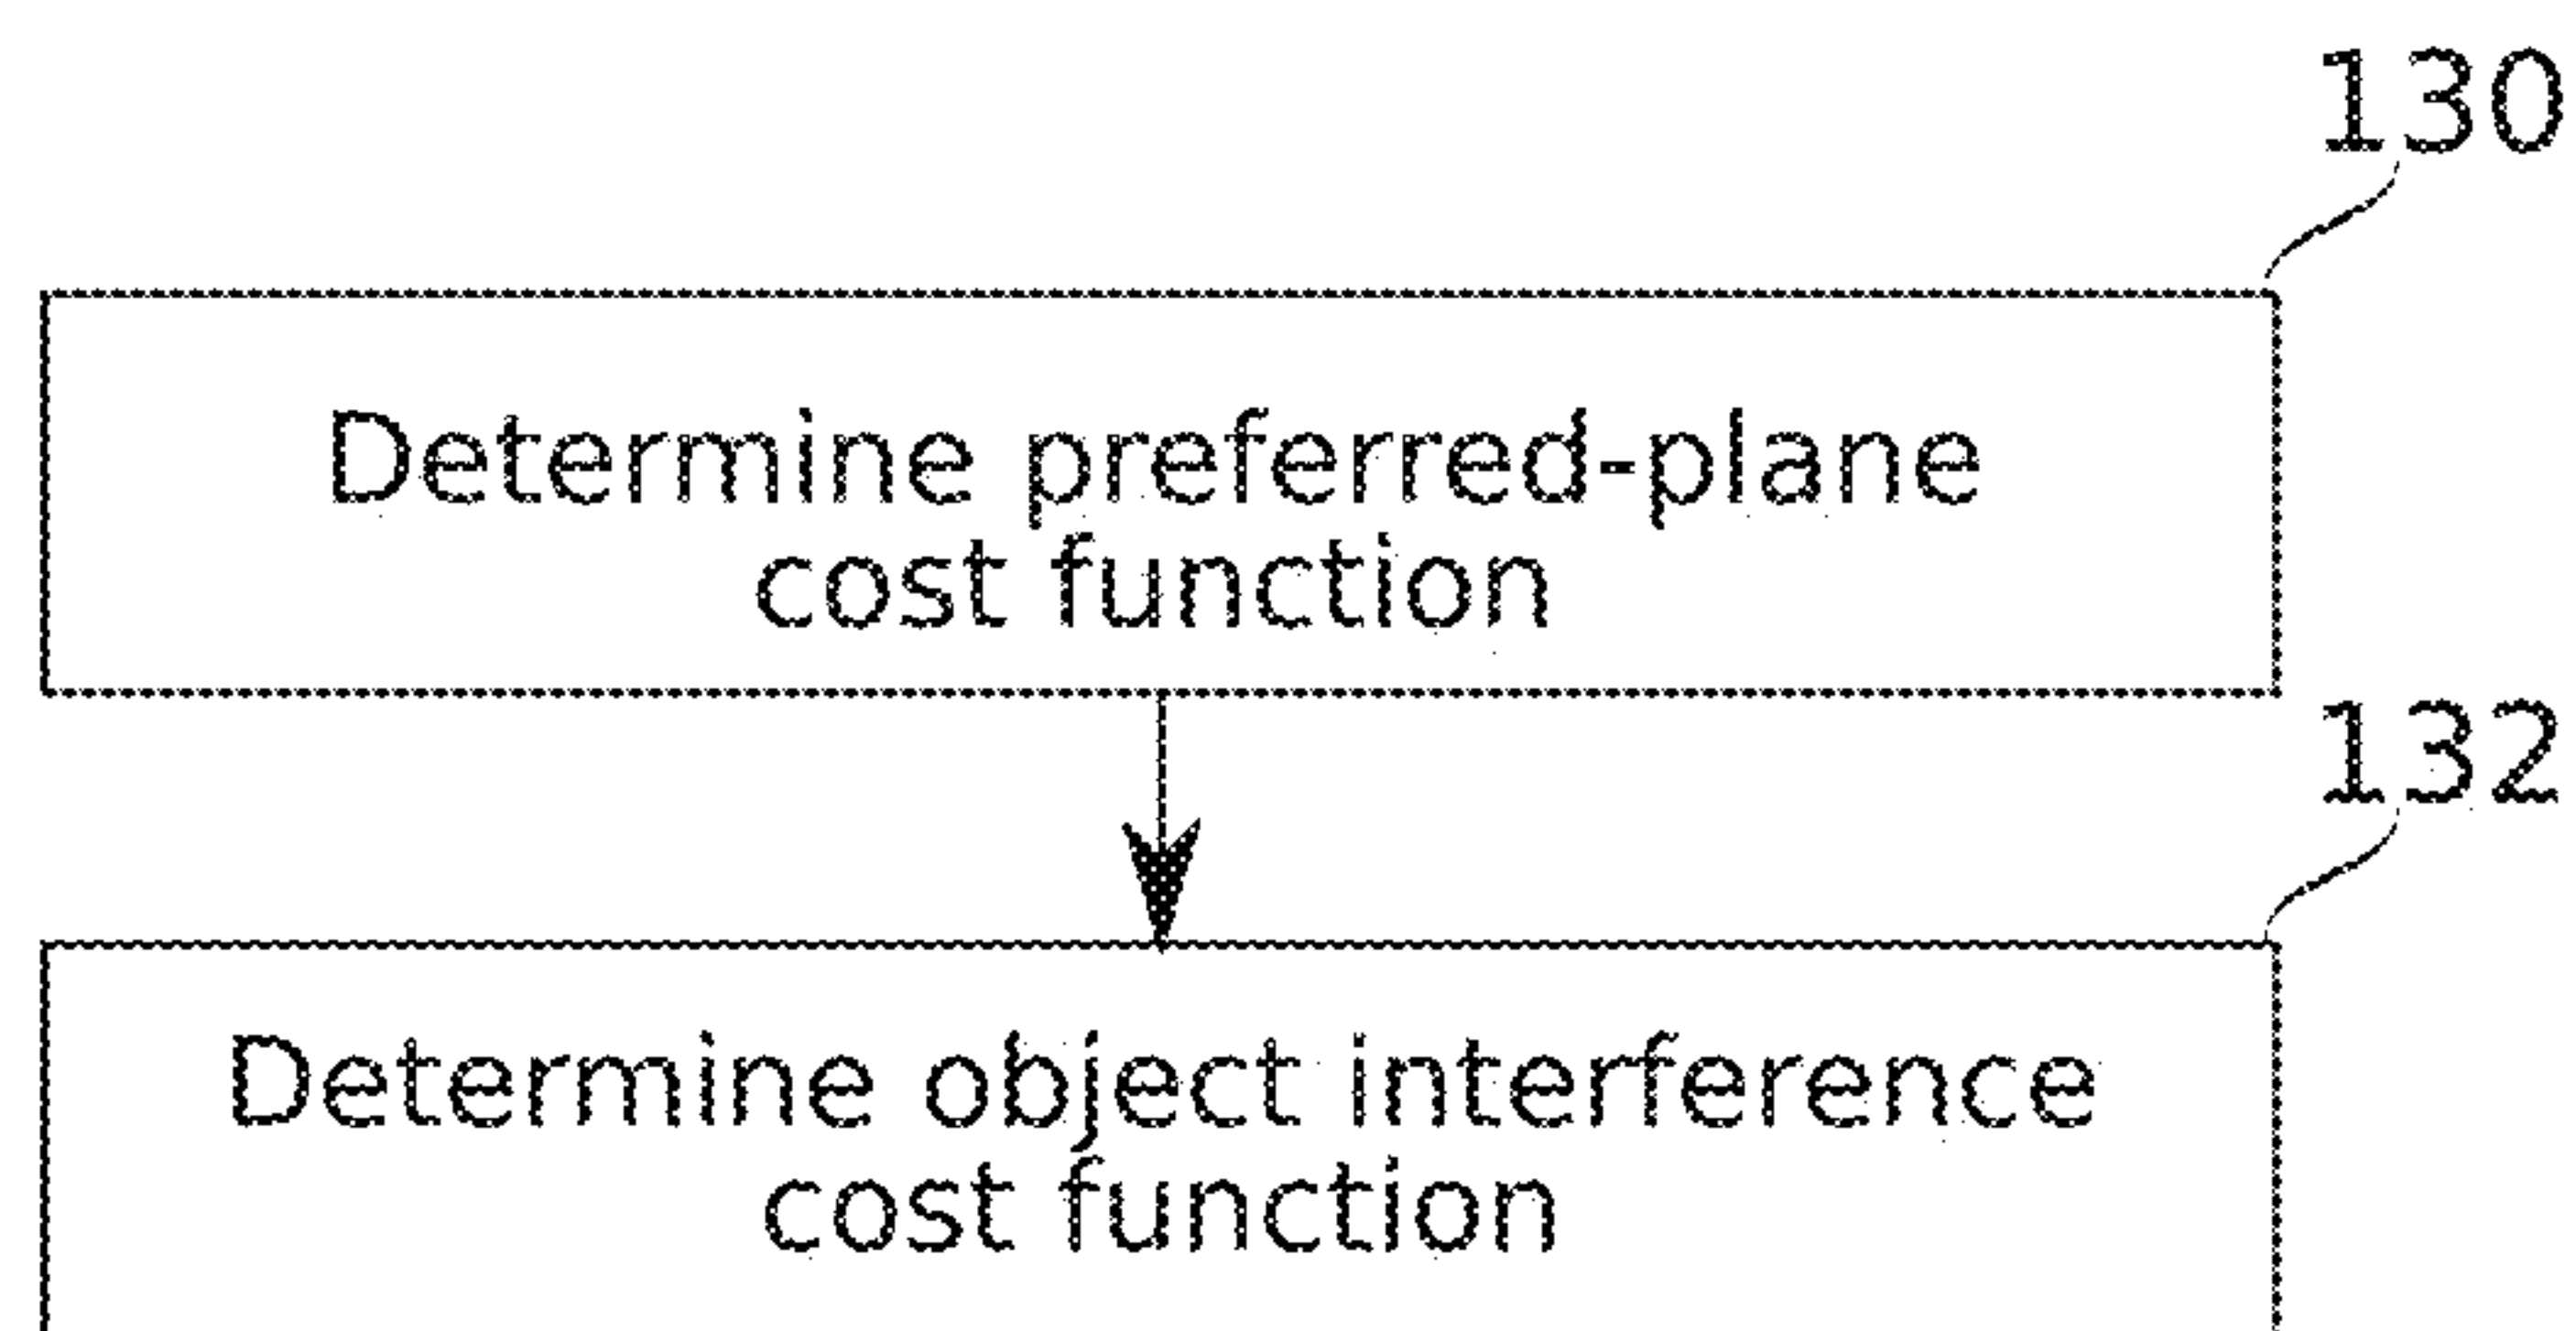 130
Determine preferred-plane
cost function
132
Determine object interference
cost function